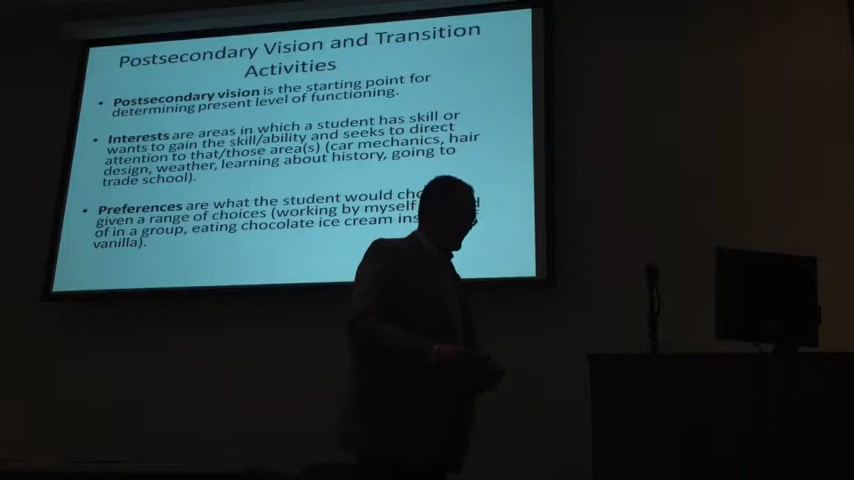 Postsecondary Vision and Transition
Activities
• Postsecondary vision is the starting point for
determining present level of functioning.
• Interests are areas in which a student has skill or
wants to gain the skill/ability and seeks to direct
attention to that/those area(s) (car mechanics, hair
design, weather, learning about history, going to
trade school).
• Preferences are what the student would
given a range of choices (working by myself
of in a group, eating chocolate ice cream
vanilla).